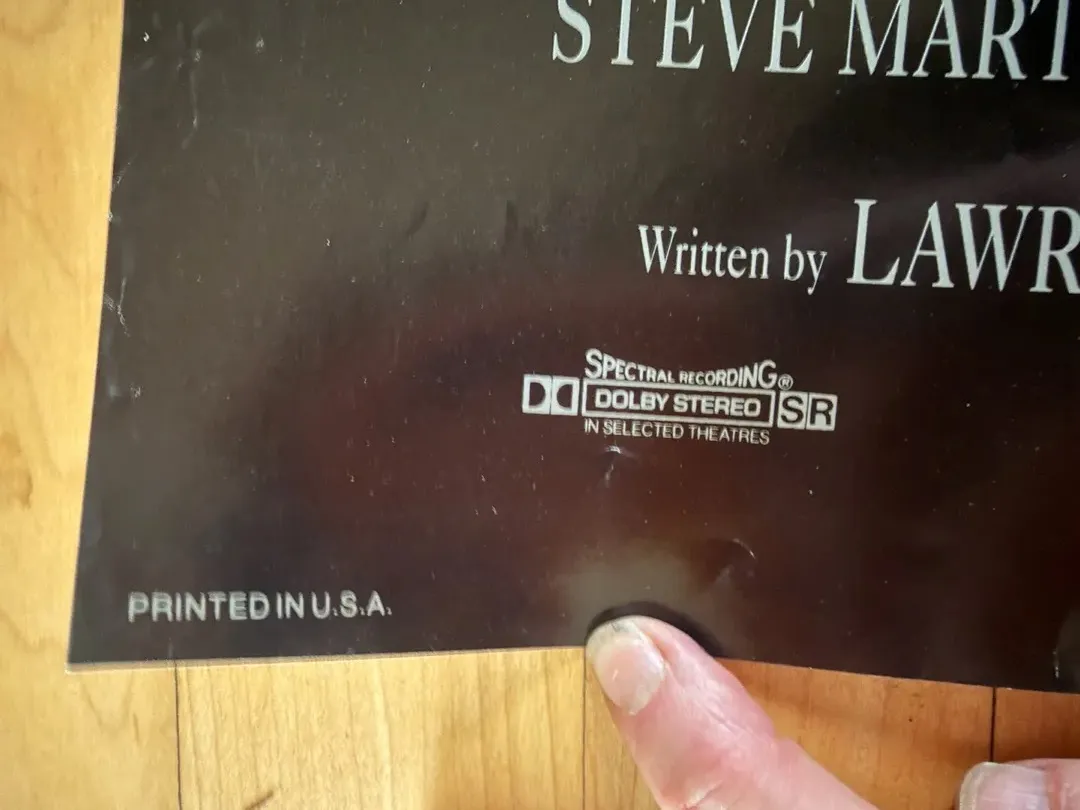 STEVE MART
Written by LAWR
SPECTRAL RECORDING®
DOLBY STEREO SR
IN SELECTED THEATRES
PRINTED IN U.S.A.